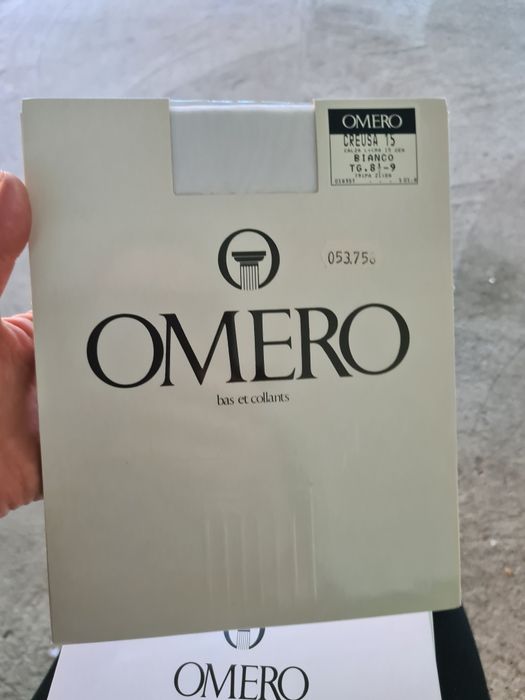 OMERO
CREUSA 15
CALZA LYCRA 15 DEN
BIANCO
TG.8½-9
053.756
OMERO
bas et collants
OMERO